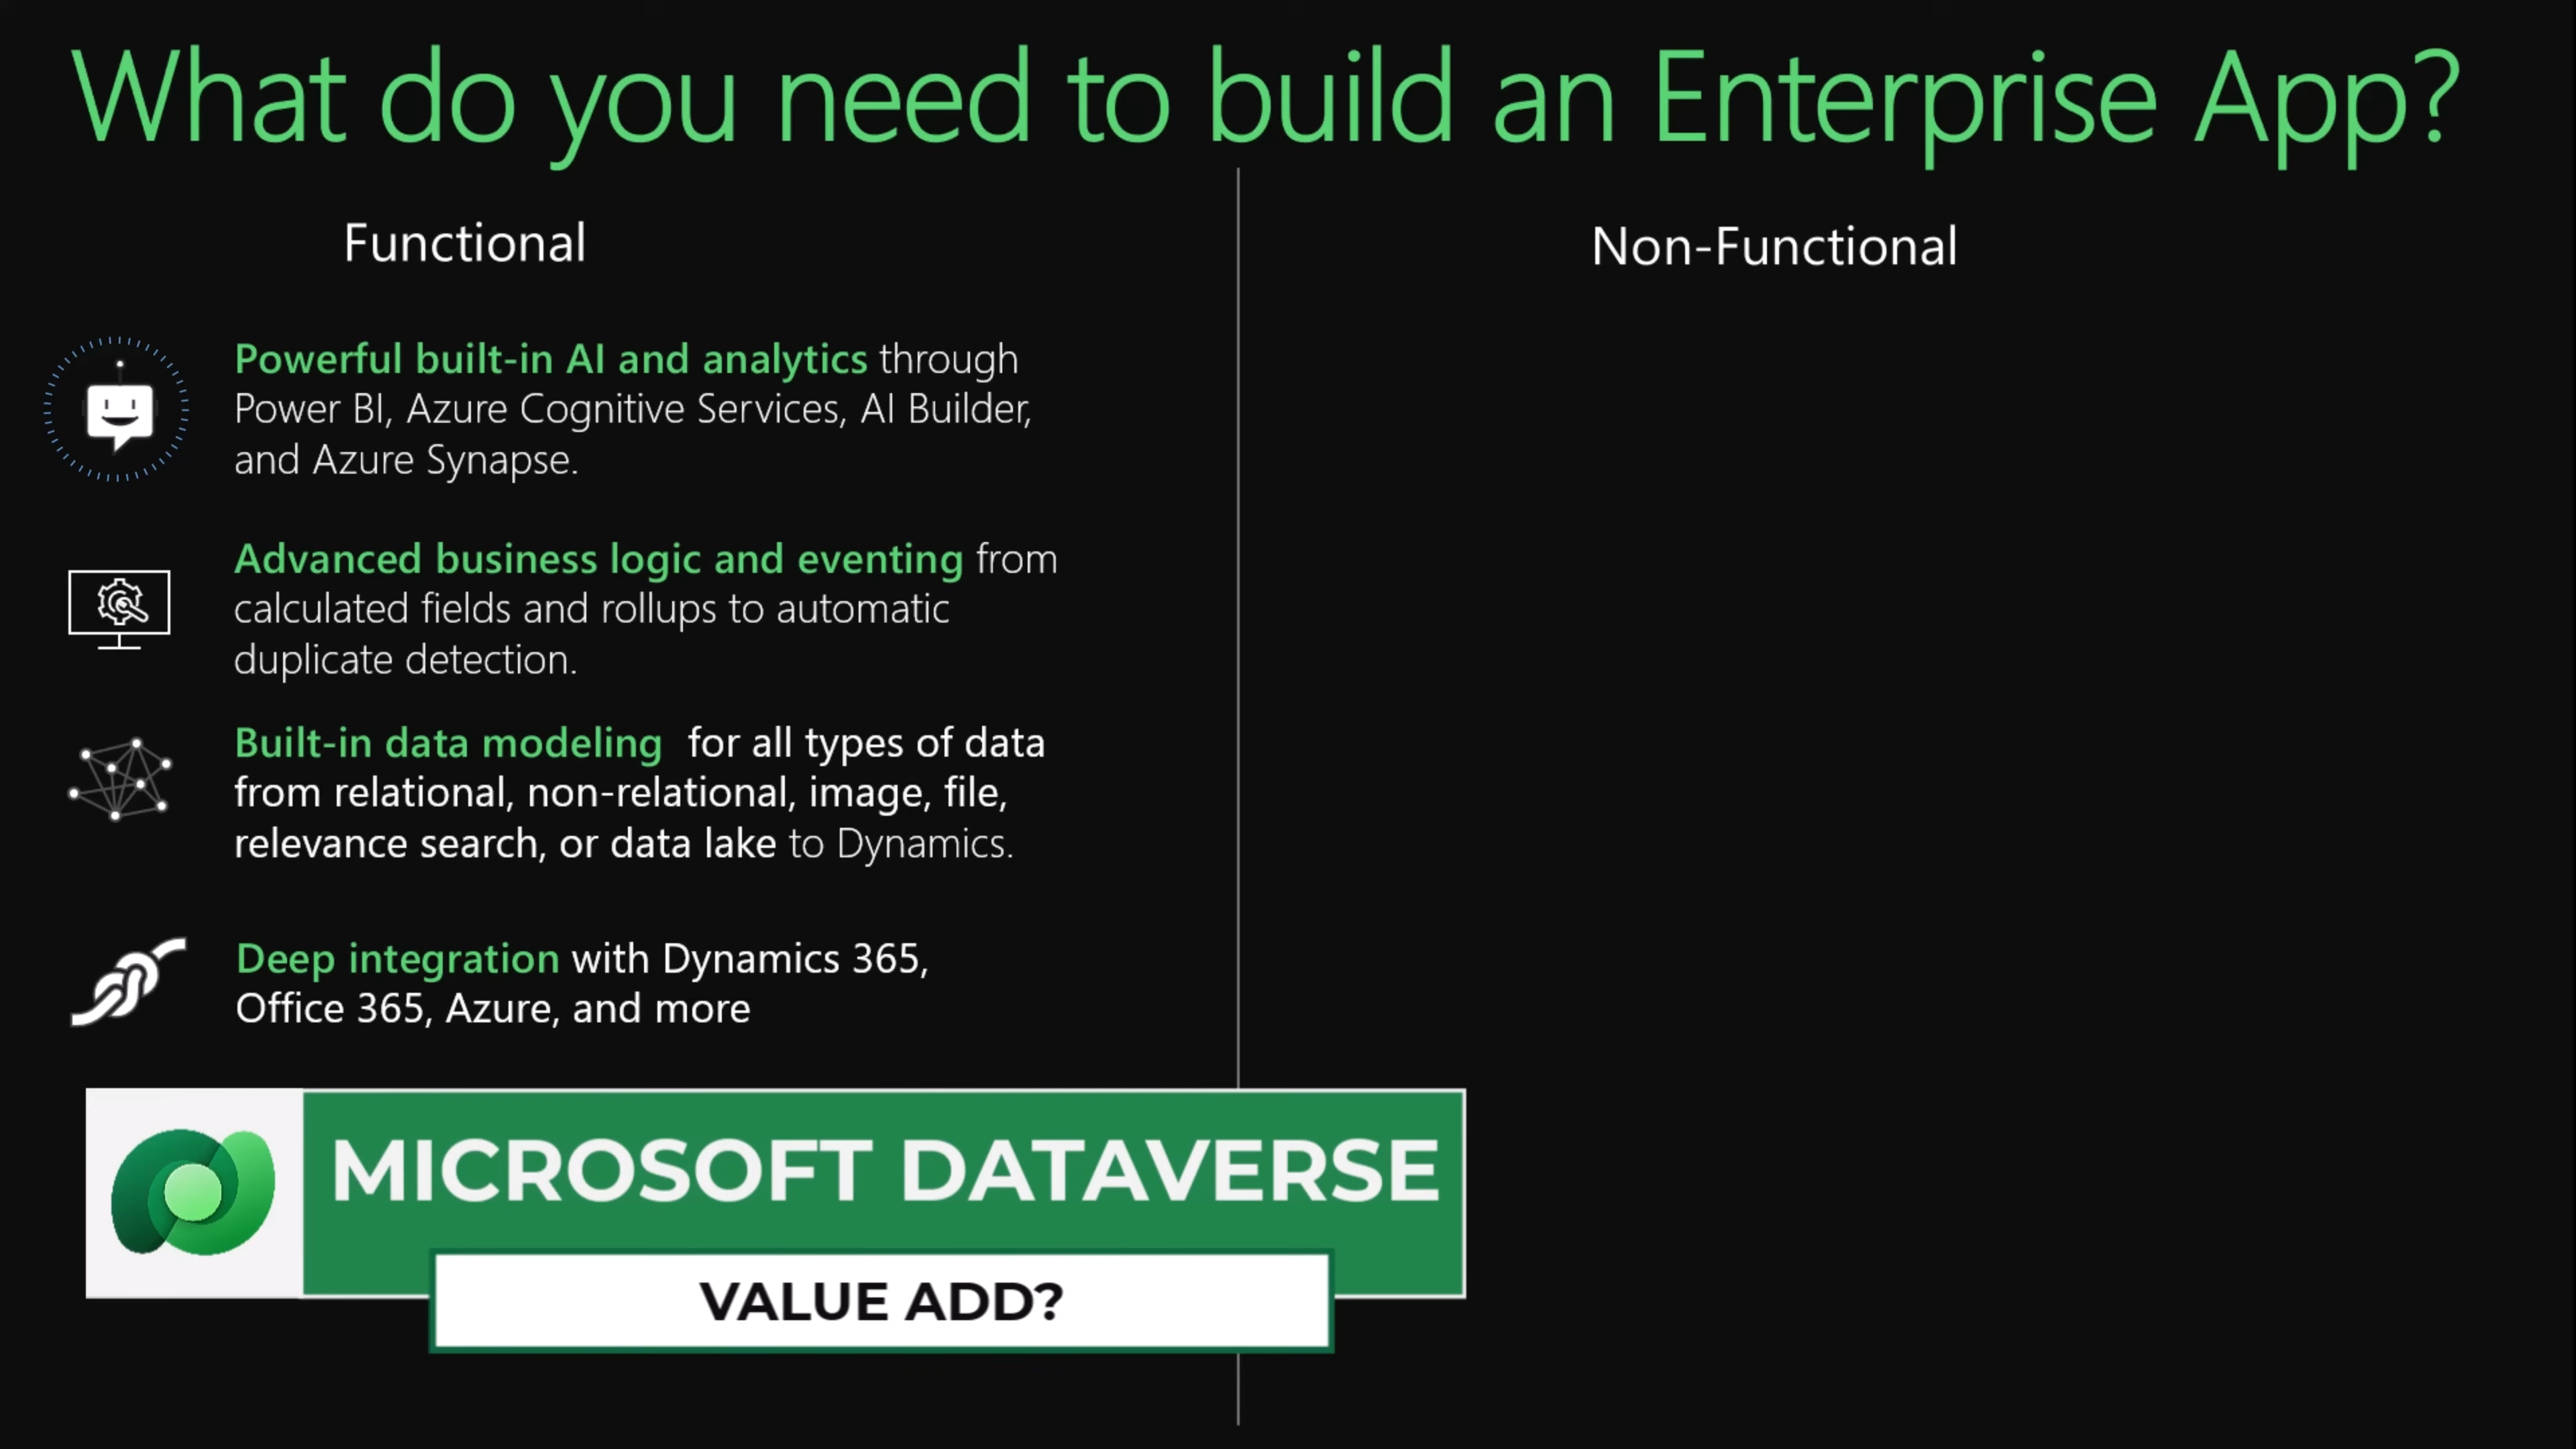 What do you need to build an Enterprise App?
Functional
Powerful built-in AI and analytics through
Power BI, Azure Cognitive Services, AI Builder,
and Azure Synapse.
Advanced business logic and eventing from
calculated fields and rollups to automatic
duplicate detection.
Built-in data modeling for all types of data
from relational, non-relational, image, file,
relevance search, or data lake to Dynamics.
Deep integration with Dynamics 365,
Office 365, Azure, and more
Non-Functional
MICROSOFT DATAVERSE
VALUE ADD?